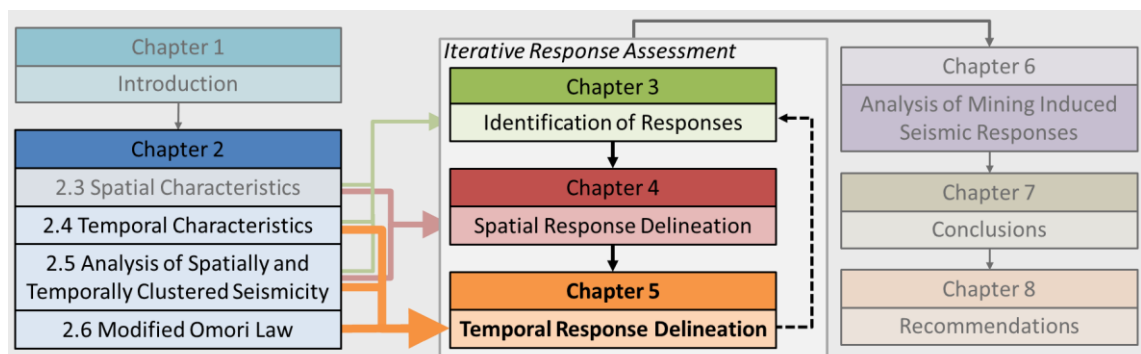 Chapter 1
Introduction
Chapter 2
2.3 Spatial Characteristics
2.4 Temporal Characteristics
2.5 Analysis of Spatially and
Temporally Clustered Seismicity
2.6 Modified Omori Law
Iterative Response Assessment
Chapter 3
Identification of Responses
Chapter 4
Spatial Response Delineation
Chapter 5
Temporal Response Delineation
Chapter 6
Analysis of Mining Induced
Seismic Responses
Chapter 7
Conclusions
Chapter 8
Recommendations